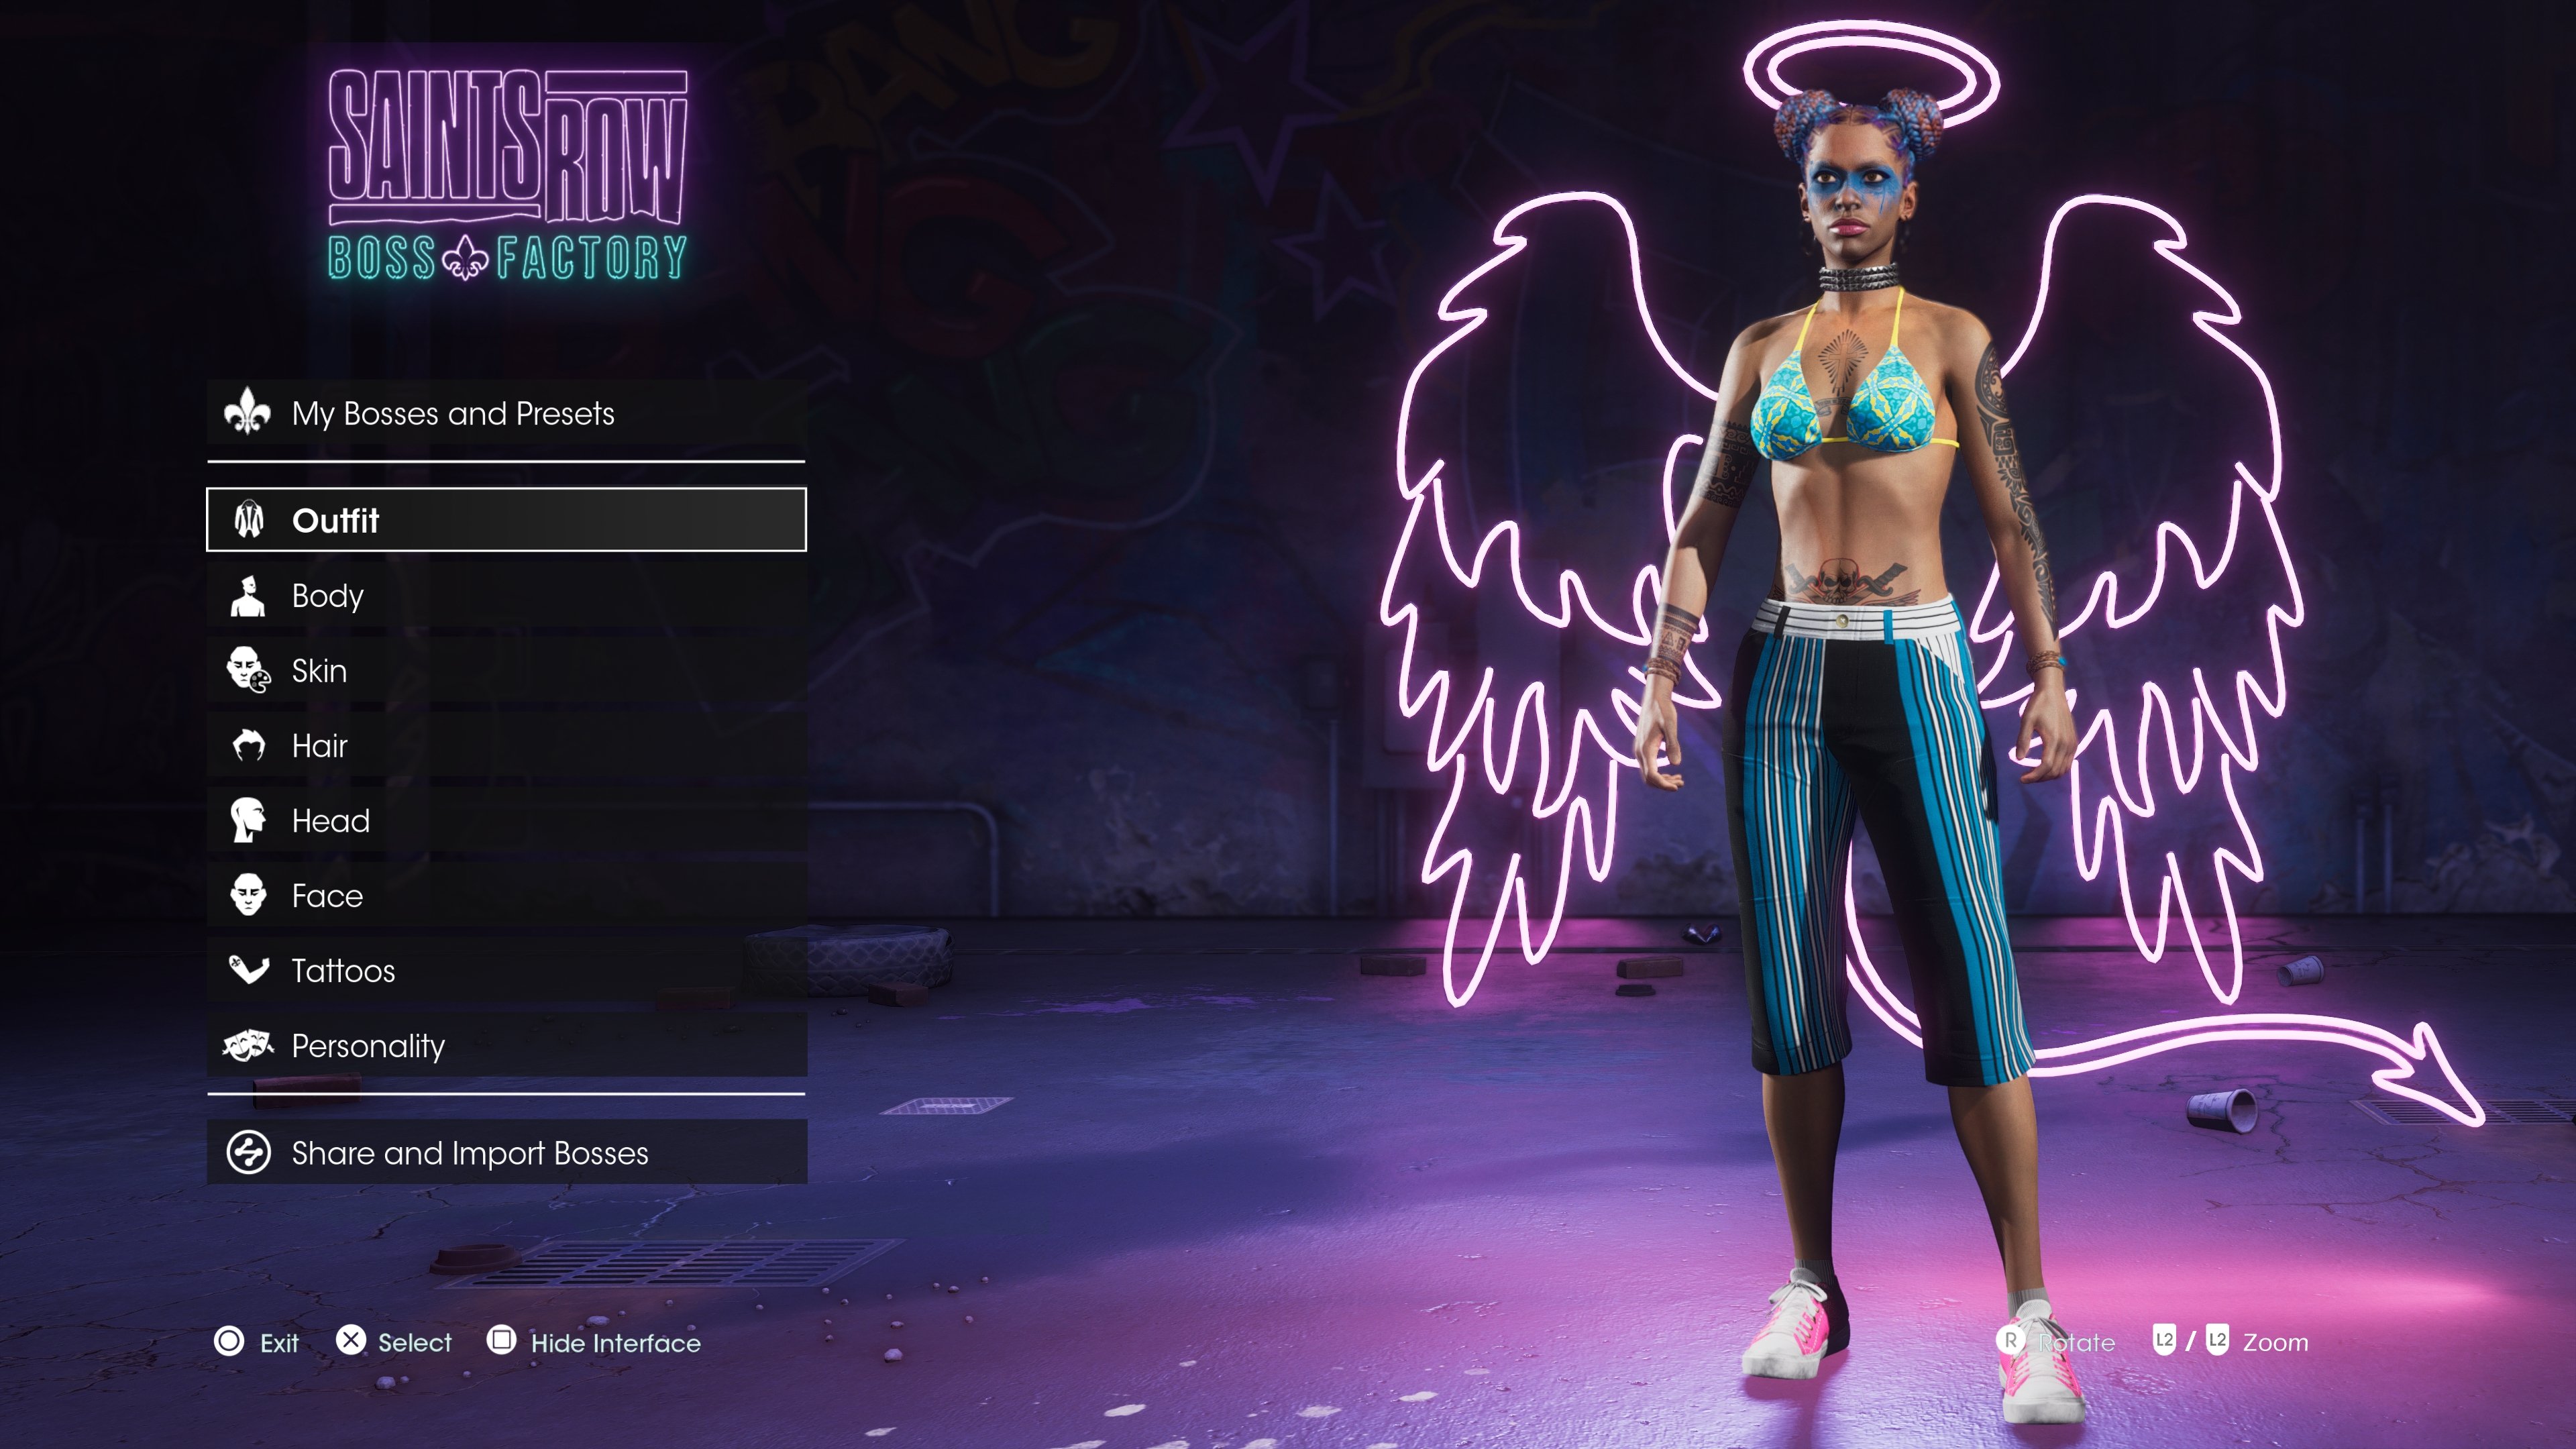 SAINTS ROW
BOSS FACTORY
My Bosses and Presets
Outfit
Body
Skin
Hair
Head
Face
Tattoos
Personality
Share and Import Bosses
Exit Select Hide Interface
R Rotate L2 / L2 Zoom